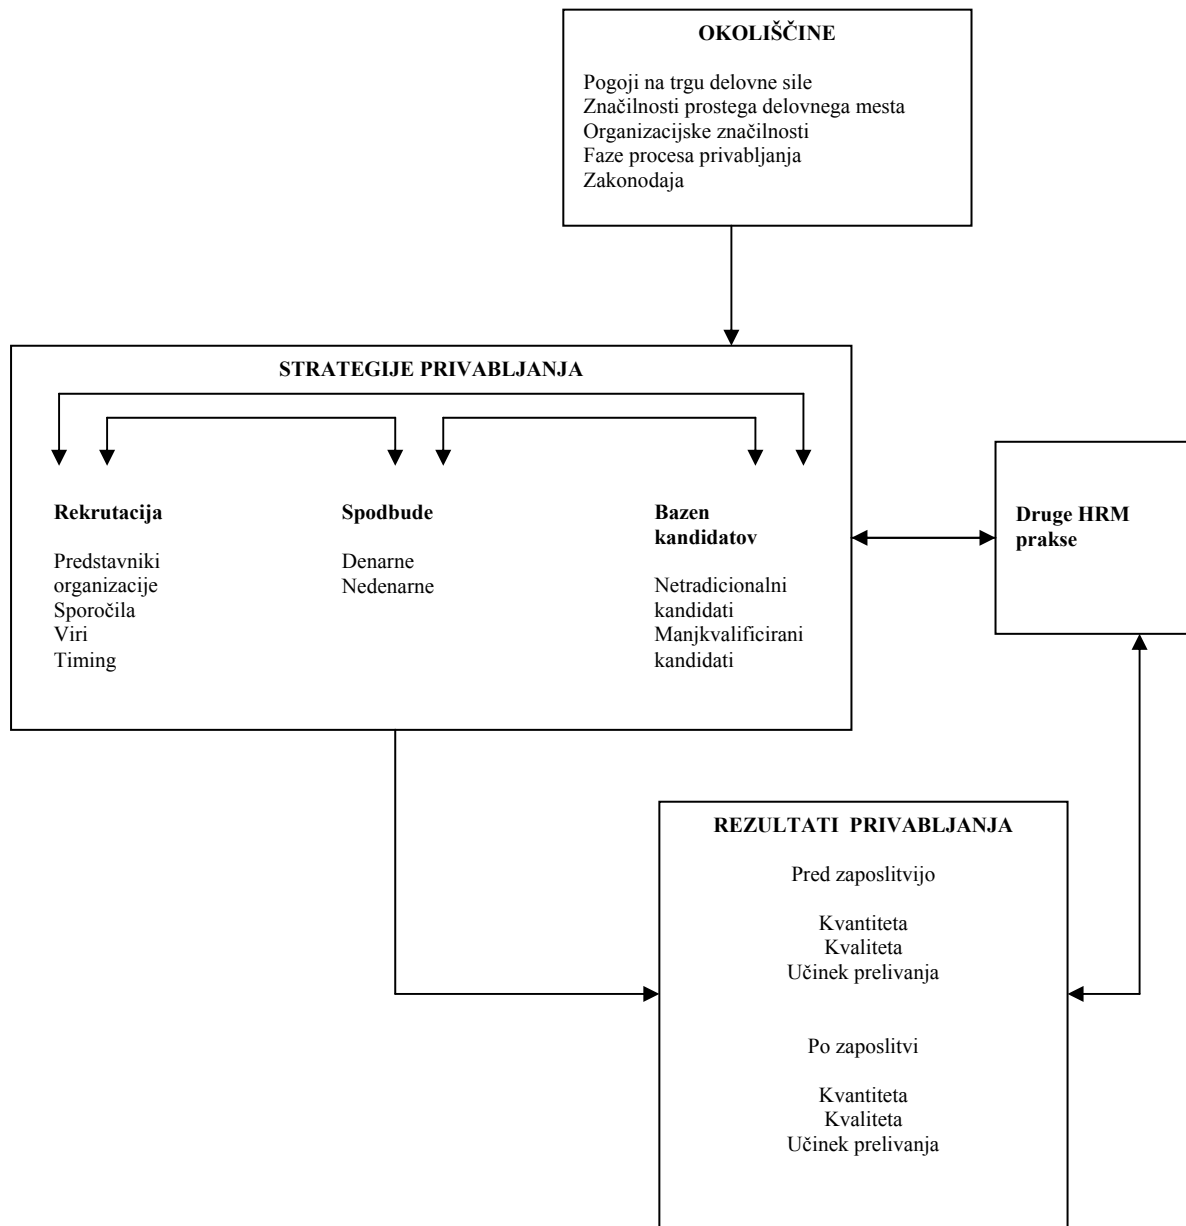 OKOLIŠČINE
Pogoji na trgu delovne sile
Značilnosti prostega delovnega mesta
Organizacijske značilnosti
Faze procesa privabljanja
Zakonodaja
STRATEGIJE PRIVABLJANJA
Rekrutacija
Predstavniki
organizacije
Sporočila
Viri
Timing
Spodbude
Denarne
Nedenarne
Bazen
kandidatov
Netradicionalni
kandidati
Manjkvalificirani
kandidati
Druge HRM
prakse
REZULTATI PRIVABLJANJA
Pred zaposlitvijo
Kvantiteta
Kvaliteta
Učinek prelivanja
Po zaposlitvi
Kvantiteta
Kvaliteta
Učinek prelivanja